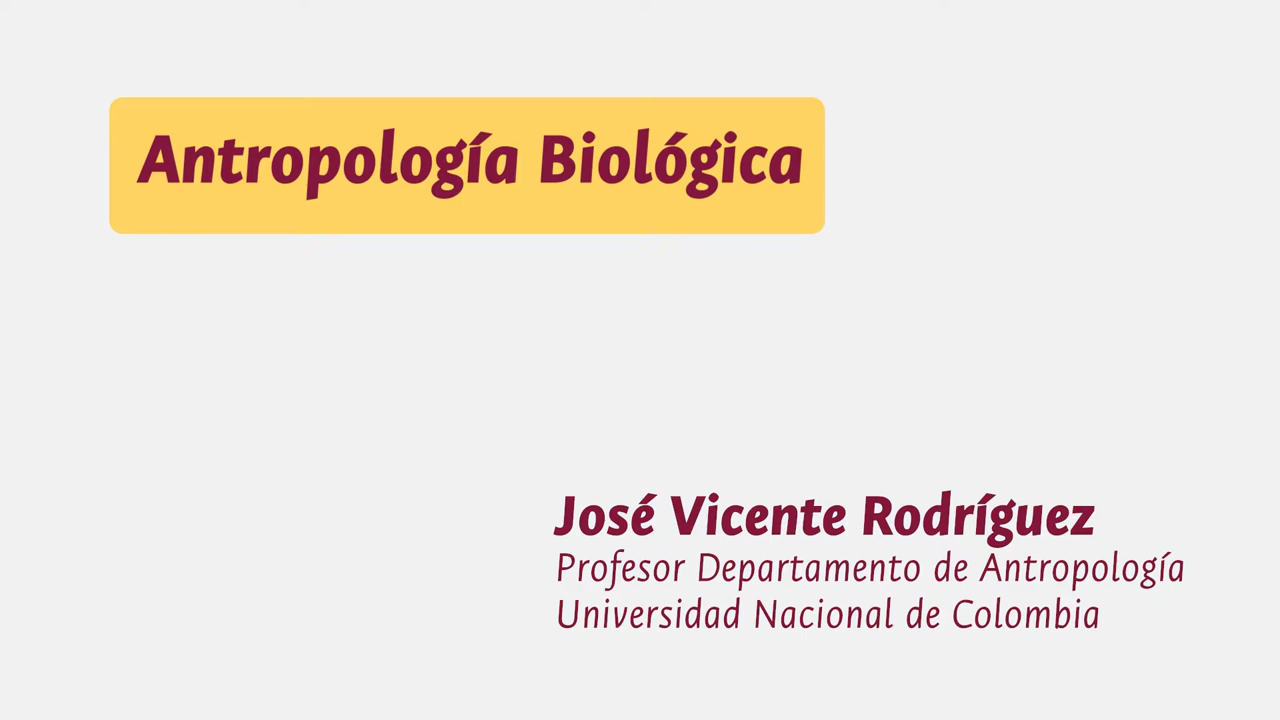 Antropología Biológica
José Vicente Rodríguez
Profesor Departamento de Antropología
Universidad Nacional de Colombia